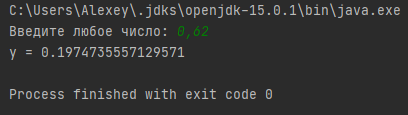 C:\Users\Alexey\.jdks\openjdk-15.0.1\bin\java.exe
Введите любое число: 0,62
y = 0.1974735557129571
Process finished with exit code 0